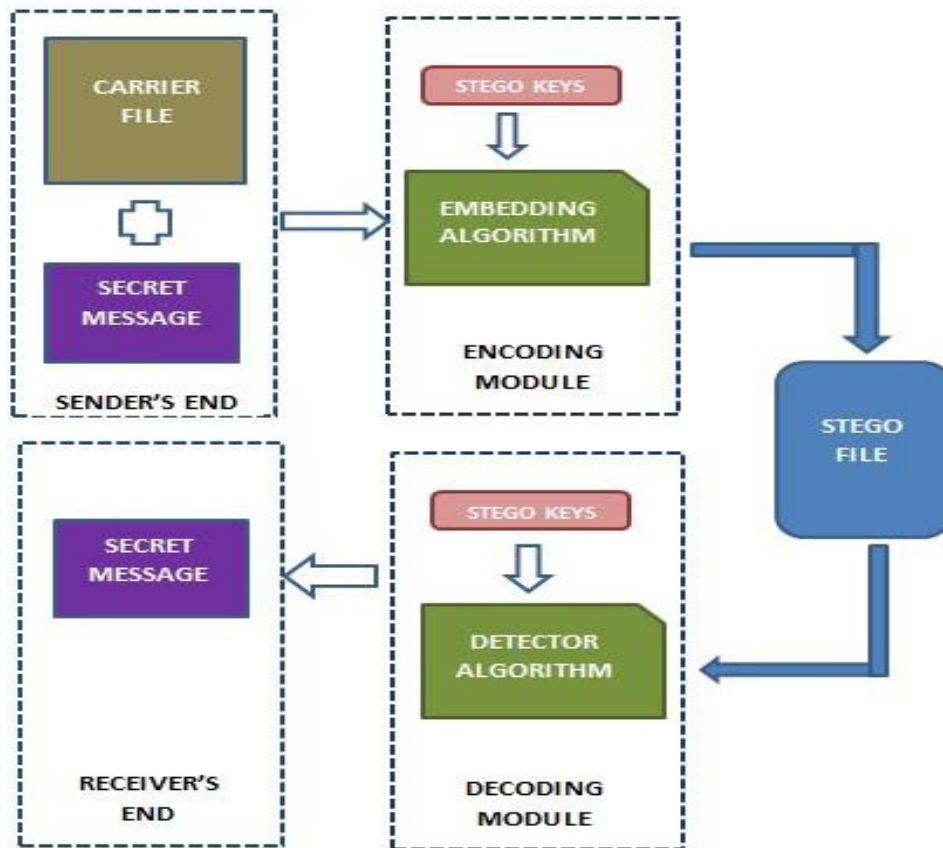 CARRIER
FILE
SECRET
MESSAGE
SENDER'S END
STEGO KEYS
EMBEDDING
ALGORITHM
ENCODING
MODULE
STEGO
FILE
STEGO KEYS
DETECTOR
ALGORITHM
DECODING
MODULE
SECRET
MESSAGE
RECEIVER'S
END